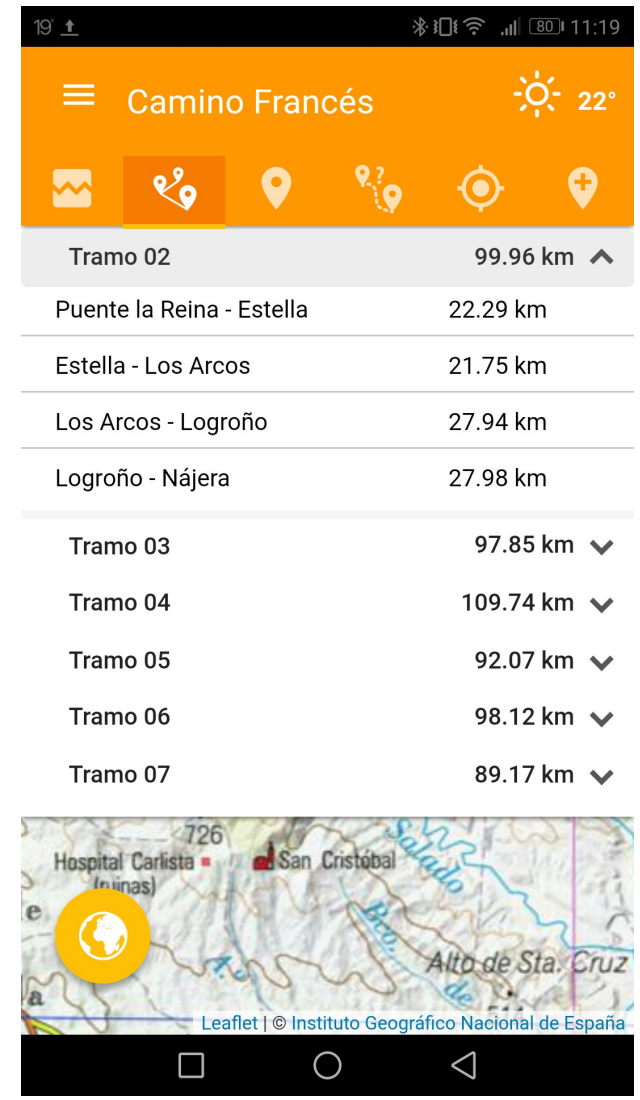 19° 80 11:19
Camino Francés 22°
?
Tramo 02 99.96 km
Puente la Reina - Estella 22.29 km
Estella - Los Arcos 21.75 km
Los Arcos - Logroño 27.94 km
Logroño - Nájera 27.98 km
Tramo 03 97.85 km
Tramo 04 109.74 km
Tramo 05 92.07 km
Tramo 06 98.12 km
Tramo 07 89.17 km
726
Hospital Carlista San Cristóbal Salado
(ruinas)
e Bco.
A. Alto de Sta. Cruz
a de
Leaflet | © Instituto Geográfico Nacional de España